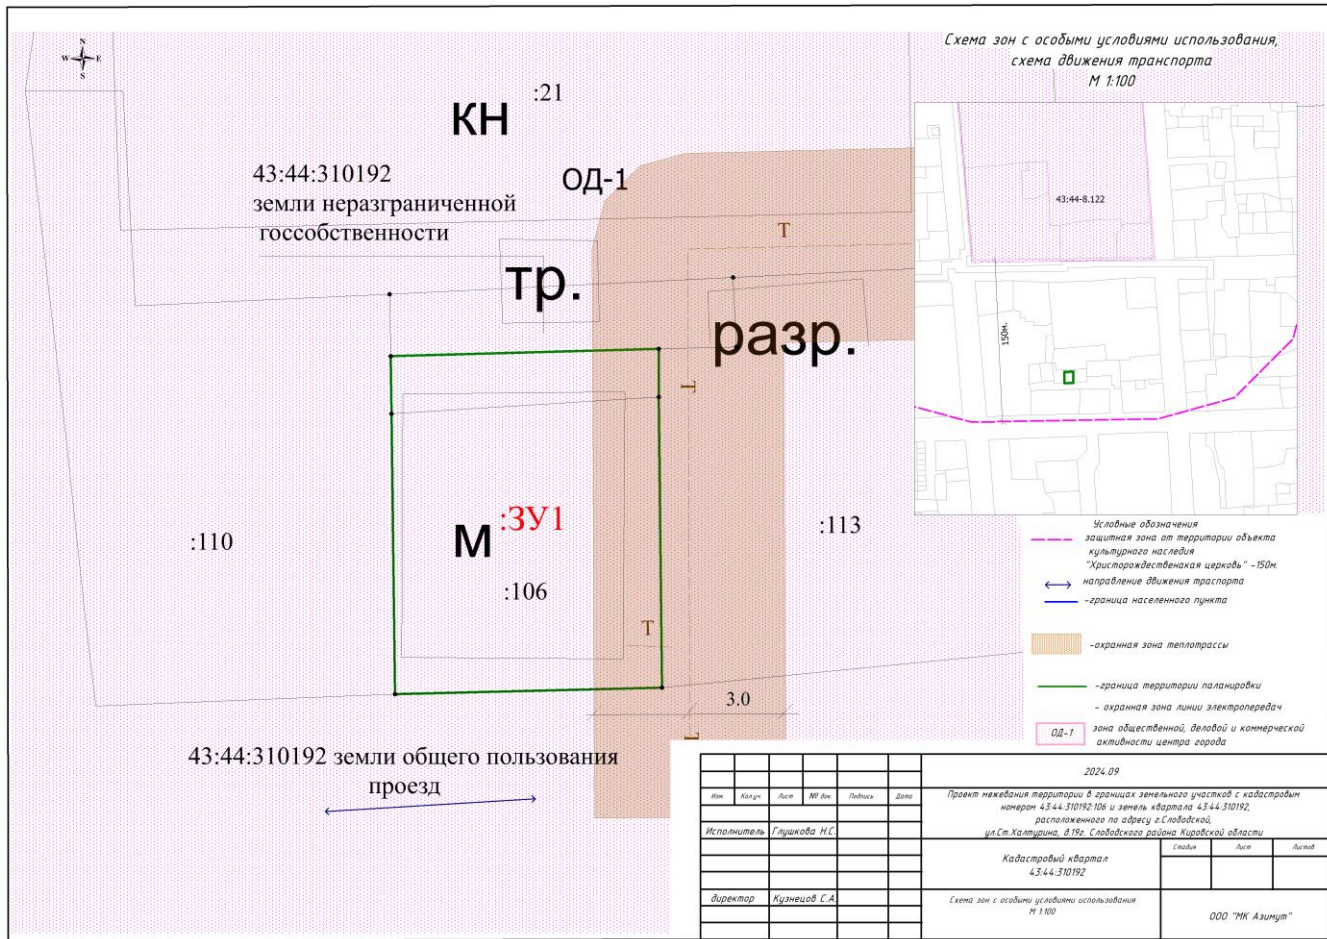 N
W E
S
Схема зон с особыми условиями использования,
схема движения транспорта
М 1:100
:21
кн
43:44:310192
земли неразграниченной
госсобственности
ОД-1
Т
тр.
разр.
Т
:ЗУ1
м
:106
:110
:113
Т
3.0
Т
43:44:310192 земли общего пользования
проезд
43:44-8.122
150м.
Условные обозначения
защитная зона от территории объекта
культурного наследия
"Христорождественакая церковь" -150м.
направление движения траспорта
-граница населенного пункта
-охранная зона теплотрассы
-граница территории паланировки
- охранная зона линии электропередач
ОД-1
зона общественной, деловой и коммерческой
активности центра города
2024.09
Изм. Кол.уч Лист № док. Подпись Дата
Проект межевания территории в границах земельного участков с кадастровым
номером 43:44:310192:106 и земель квартала 43:44:310192,
расположенного по адресу г.Слободской,
ул.Ст.Халтурина, д.19г. Слободского района Кировской области
Исполнитель Глушкова Н.С.
Кадастровый квартал
43:44:310192
Стадия Лист Листов
директор Кузнецов С.А.
Схема зон с особыми условиями использования
М 1:100
ООО "МК Азимут"